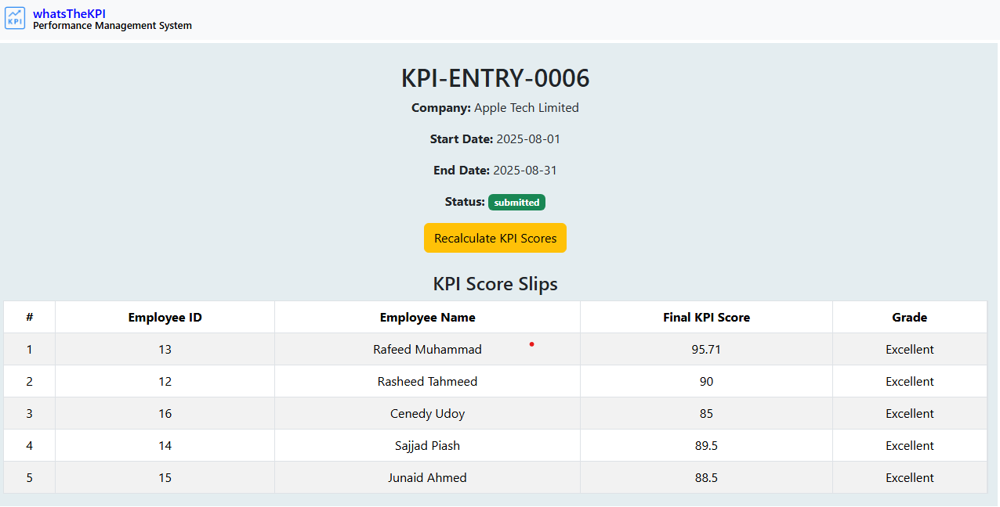 KPI
whatsTheKPI
Performance Management System
KPI-ENTRY-0006
Company: Apple Tech Limited
Start Date: 2025-08-01
End Date: 2025-08-31
Status: submitted
Recalculate KPI Scores
KPI Score Slips
# Employee ID Employee Name Final KPI Score Grade
1 13 Rafeed Muhammad 95.71 Excellent
2 12 Rasheed Tahmeed 90 Excellent
3 16 Cenedy Udoy 85 Excellent
4 14 Sajjad Piash 89.5 Excellent
5 15 Junaid Ahmed 88.5 Excellent